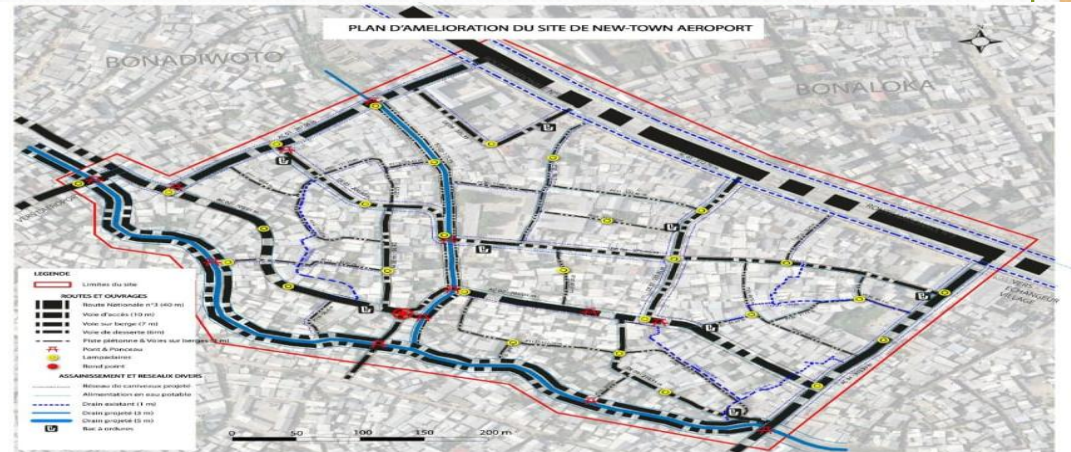 PLAN D'AMELIORATION DU SITE DE NEW-TOWN AEROPORT
N
BONADIWOTO
BONALOKA
VERS
ECHANGEUR
VILLAGE
LEGENDE
Limites du site
ROUTES ET OUVRAGES
Route Nationale n°3 (40 m)
Voie d'accès (10 m)
Voie sur berge (7 m)
Voie de desserte (6m)
Piste piétonne & Voies sur berges
Pont & Ponceau
Lampadaires
Rond point
ASSAINISSEMENT ET RESEAUX DIVERS
Réseau de caniveaux projeté
Alimentation en eau potable
Drain existant (1 m)
Drain projeté (3 m)
Drain projeté (5 m)
Bac à ordures
0 50 100 150 200 m